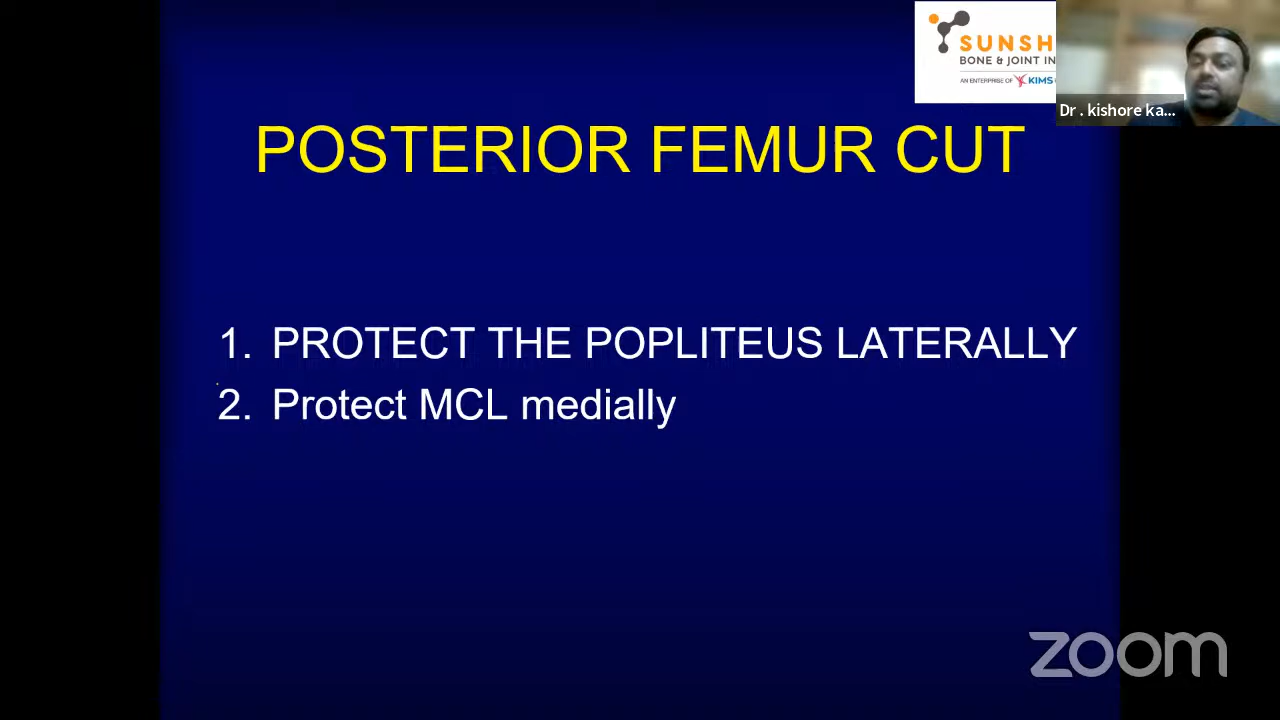 SUNSH
BONE & JOINT IN
AN ENTERPRISE OF KIMS
Dr . kishore ka...
POSTERIOR FEMUR CUT
1. PROTECT THE POPLITEUS LATERALLY
2. Protect MCL medially
zoom